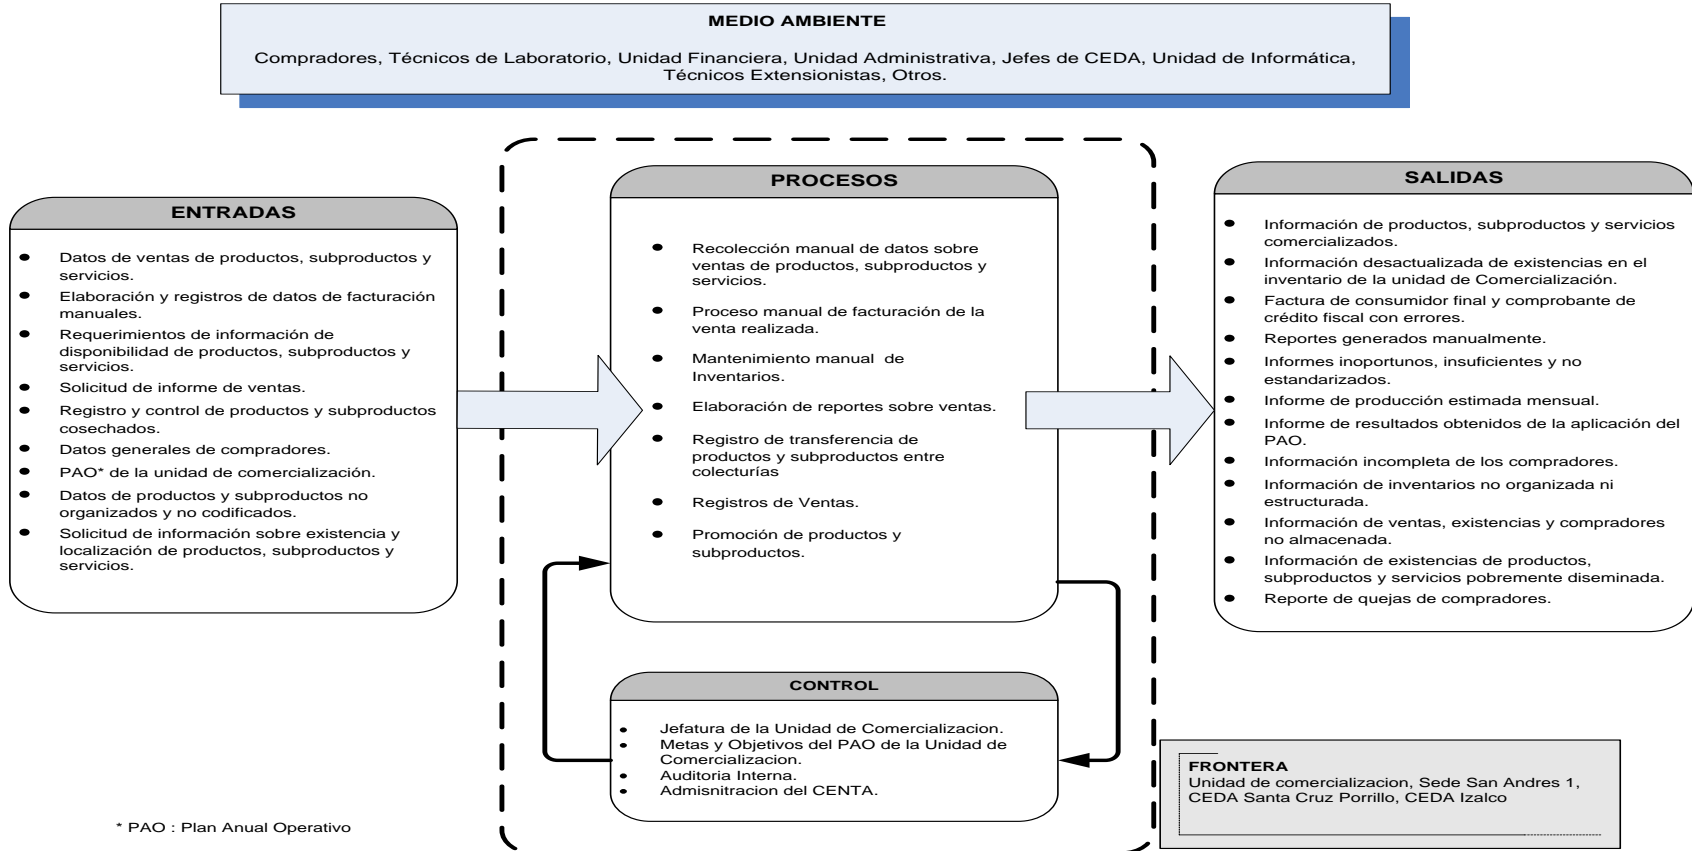 MEDIO AMBIENTE
Compradores, Técnicos de Laboratorio, Unidad Financiera, Unidad Administrativa, Jefes de CEDA, Unidad de Informática,
Técnicos Extensionistas, Otros.
ENTRADAS
Datos de ventas de productos, subproductos y
servicios.
Elaboración y registros de datos de facturación
manuales.
Requerimientos de información de
disponibilidad de productos, subproductos y
servicios.
Solicitud de informe de ventas.
Registro y control de productos y subproductos
cosechados.
Datos generales de compradores.
PAO* de la unidad de comercialización.
Datos de productos y subproductos no
organizados y no codificados.
Solicitud de información sobre existencia y
localización de productos, subproductos y
servicios.
PROCESOS
Recolección manual de datos sobre
ventas de productos, subproductos y
servicios.
Proceso manual de facturación de la
venta realizada.
Mantenimiento manual de
Inventarios.
Elaboración de reportes sobre ventas.
Registro de transferencia de
productos y subproductos entre
colecturías
Registros de Ventas.
Promoción de productos y
subproductos.
SALIDAS
Información de productos, subproductos y servicios
comercializados.
Información desactualizada de existencias en el
inventario de la unidad de Comercialización.
Factura de consumidor final y comprobante de
crédito fiscal con errores.
Reportes generados manualmente.
Informes inoportunos, insuficientes y no
estandarizados.
Informe de producción estimada mensual.
Informe de resultados obtenidos de la aplicación del
PAO.
Información incompleta de los compradores.
Información de inventarios no organizada ni
estructurada.
Información de ventas, existencias y compradores
no almacenada.
Información de existencias de productos,
subproductos y servicios pobremente diseminada.
Reporte de quejas de compradores.
CONTROL
Jefatura de la Unidad de Comercializacion.
Metas y Objetivos del PAO de la Unidad de
Comercializacion.
Auditoria Interna.
Admisnitracion del CENTA.
FRONTERA
Unidad de comercializacion, Sede San Andres 1,
CEDA Santa Cruz Porrillo, CEDA Izalco
* PAO : Plan Anual Operativo